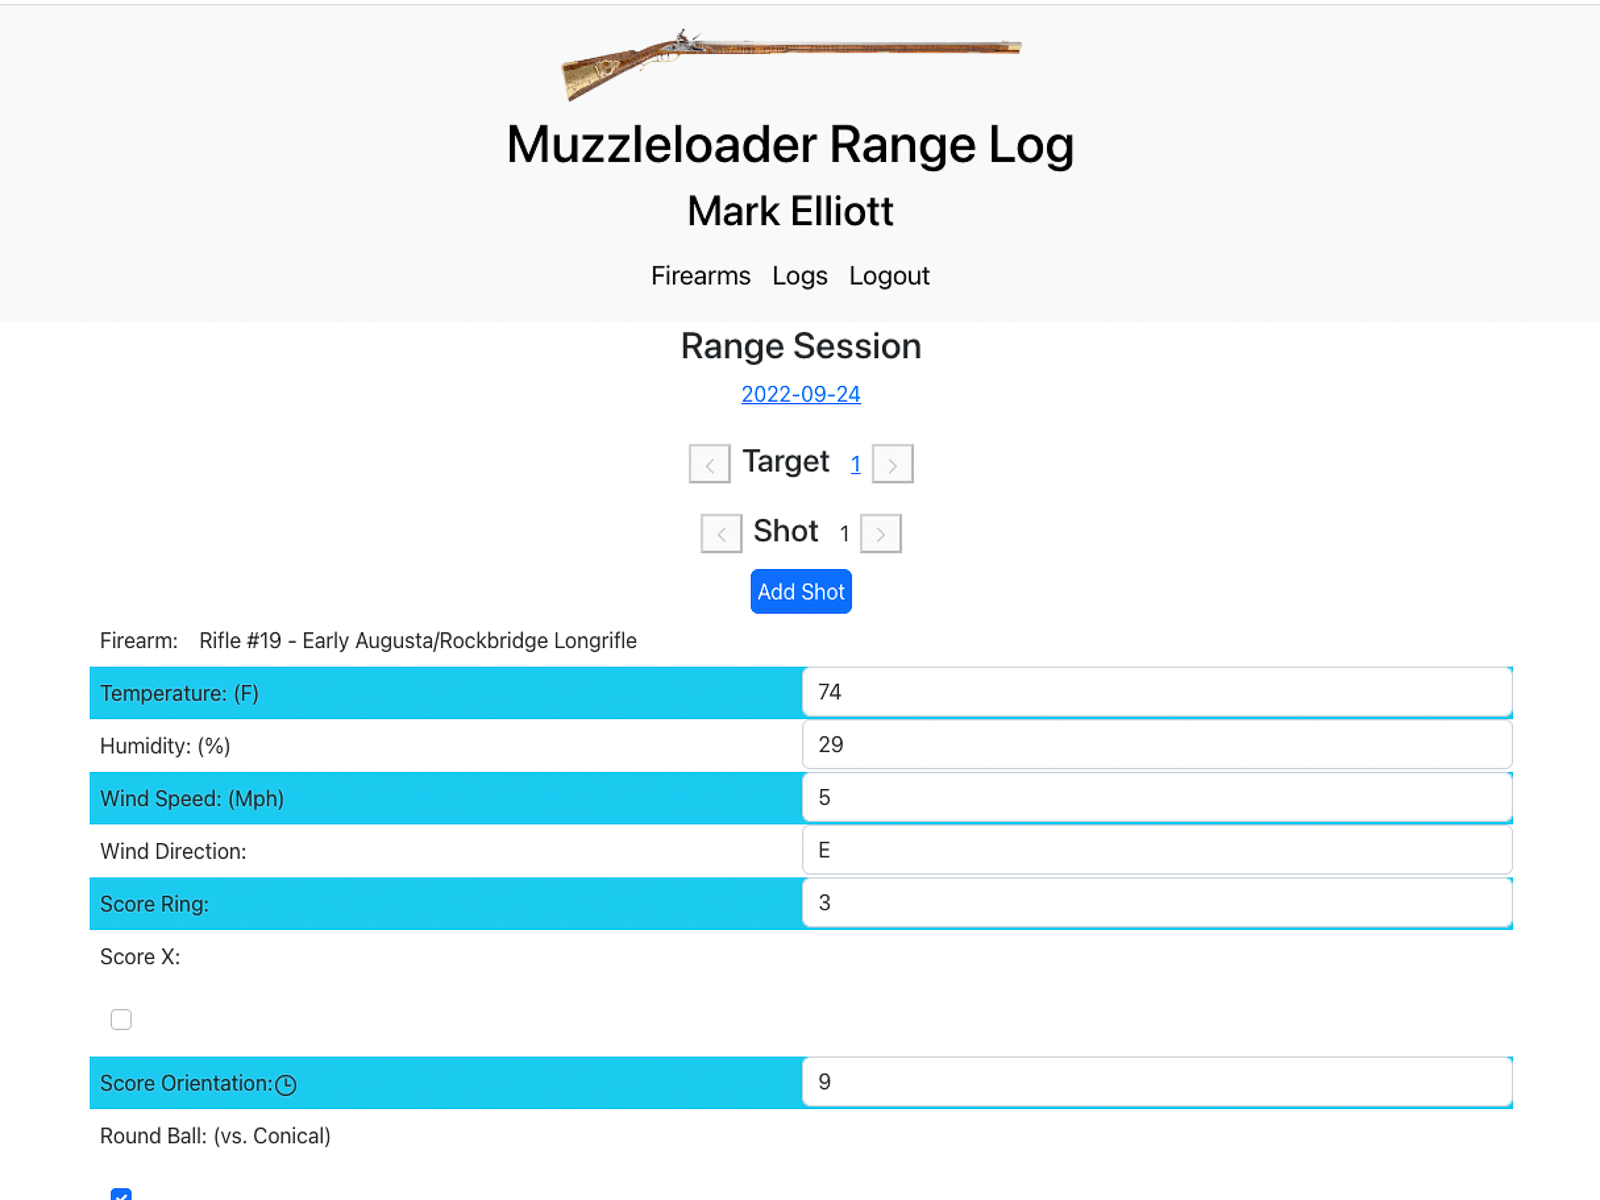 Muzzleloader Range Log
Mark Elliott
Firearms Logs Logout
Range Session
2022-09-24
< Target 1 >
< Shot 1 >
Add Shot
Firearm: Rifle #19 - Early Augusta/Rockbridge Longrifle
Temperature: (F) 74
Humidity: (%) 29
Wind Speed: (Mph) 5
Wind Direction: E
Score Ring: 3
Score X:
Score Orientation: 9
Round Ball: (vs. Conical)